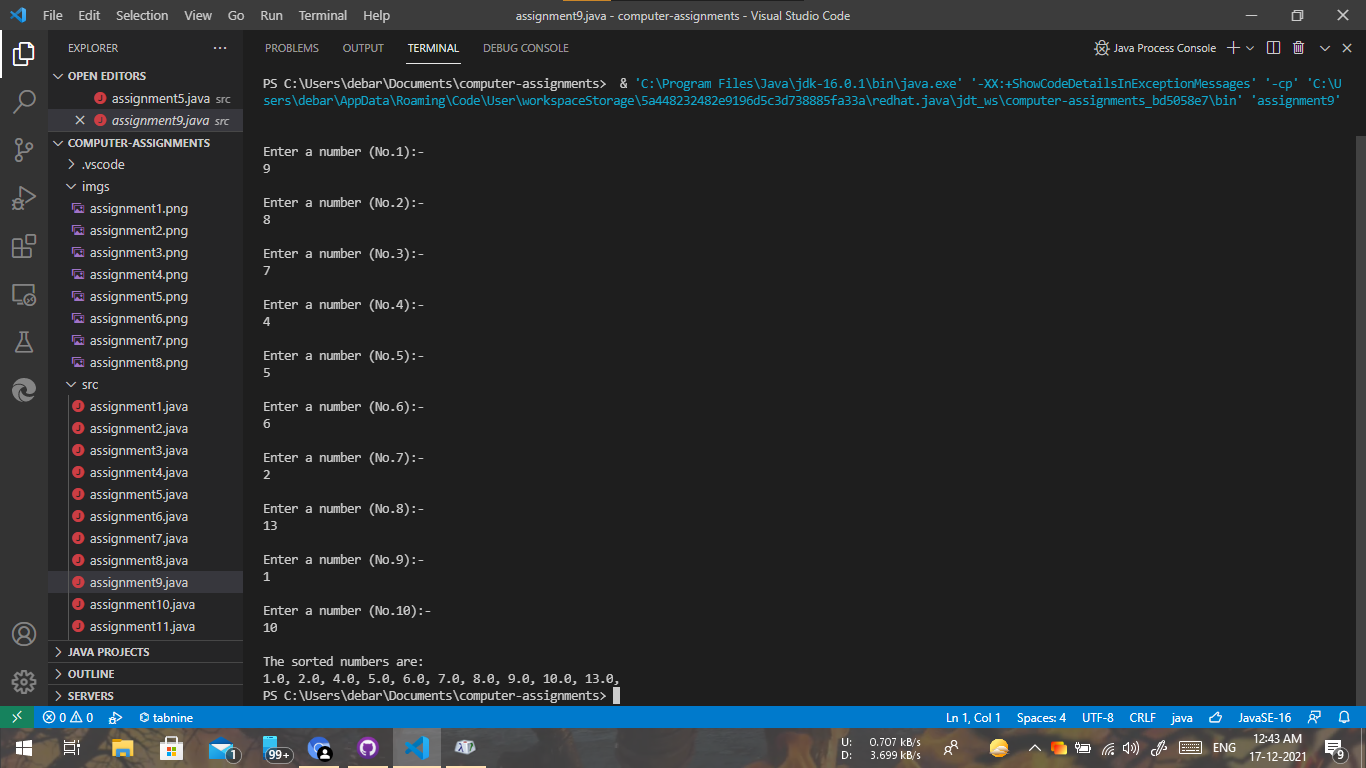 File Edit Selection View Go Run Terminal Help
assignment9.java - computer-assignments - Visual Studio Code
EXPLORER
OPEN EDITORS
assignment5.java src
assignment9.java src
COMPUTER-ASSIGNMENTS
.vscode
imgs
assignment1.png
assignment2.png
assignment3.png
assignment4.png
assignment5.png
assignment6.png
assignment7.png
assignment8.png
src
assignment1.java
assignment2.java
assignment3.java
assignment4.java
assignment5.java
assignment6.java
assignment7.java
assignment8.java
assignment9.java
assignment10.java
assignment11.java
JAVA PROJECTS
OUTLINE
SERVERS
PROBLEMS OUTPUT TERMINAL DEBUG CONSOLE
Java Process Console
PS C:\Users\debar\Documents\computer-assignments> & 'C:\Program Files\Java\jdk-16.0.1\bin\java.exe' '-XX:+ShowCodeDetailsInExceptionMessages' '-cp' 'C:\U
sers\debar\AppData\Roaming\Code\User\workspaceStorage\5a448232482e9196d5c3d738885fa33a\redhat.java\jdt_ws\computer-assignments_bd5058e7\bin' 'assignment9'
Enter a number (No.1):-
9
Enter a number (No.2):-
8
Enter a number (No.3):-
7
Enter a number (No.4):-
4
Enter a number (No.5):-
5
Enter a number (No.6):-
6
Enter a number (No.7):-
2
Enter a number (No.8):-
13
Enter a number (No.9):-
1
Enter a number (No.10):-
10
The sorted numbers are:
1.0, 2.0, 4.0, 5.0, 6.0, 7.0, 8.0, 9.0, 10.0, 13.0,
PS C:\Users\debar\Documents\computer-assignments>
0 0 tabnine
Ln 1, Col 1 Spaces: 4 UTF-8 CRLF java JavaSE-16
1
99+
U: 0.707 kB/s
D: 3.699 kB/s
ENG
12:43 AM
17-12-2021
9